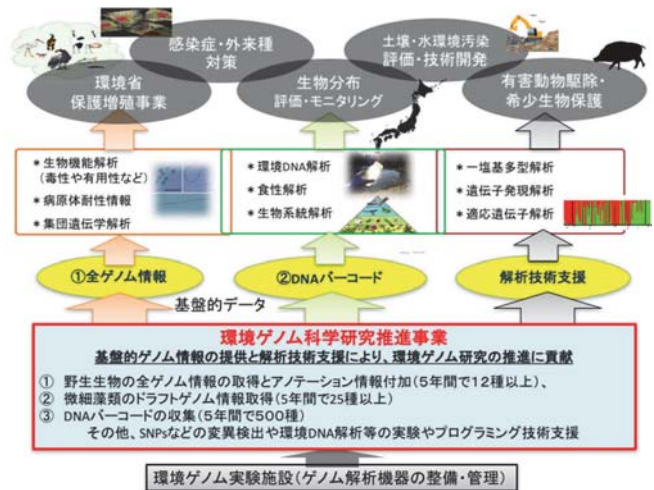 感染症・外来種
対策
土壌・水環境汚染
評価・技術開発
環境省
保護増殖事業
生物分布
評価・モニタリング
有害動物駆除・
希少生物保護
* 生物機能解析
(毒性や有用性など)
* 病原体耐性情報
* 集団遺伝学解析
* 環境DNA解析
* 食性解析
* 生物系統解析
* 一塩基多型解析
* 遺伝子発現解析
* 適応遺伝子解析
①全ゲノム情報
②DNAバーコード
解析技術支援
基盤的データ
環境ゲノム科学研究推進事業
基盤的ゲノム情報の提供と解析技術支援により、環境ゲノム研究の推進に貢献
① 野生生物の全ゲノム情報の取得とアノテーション情報付加(5年間で12種以上)、
② 微細藻類のドラフトゲノム情報取得(5年間で25種以上)
③ DNAバーコードの収集(5年間で500種)
その他、SNPsなどの変異検出や環境DNA解析等の実験やプログラミング技術支援
環境ゲノム実験施設(ゲノム解析機器の整備・管理)